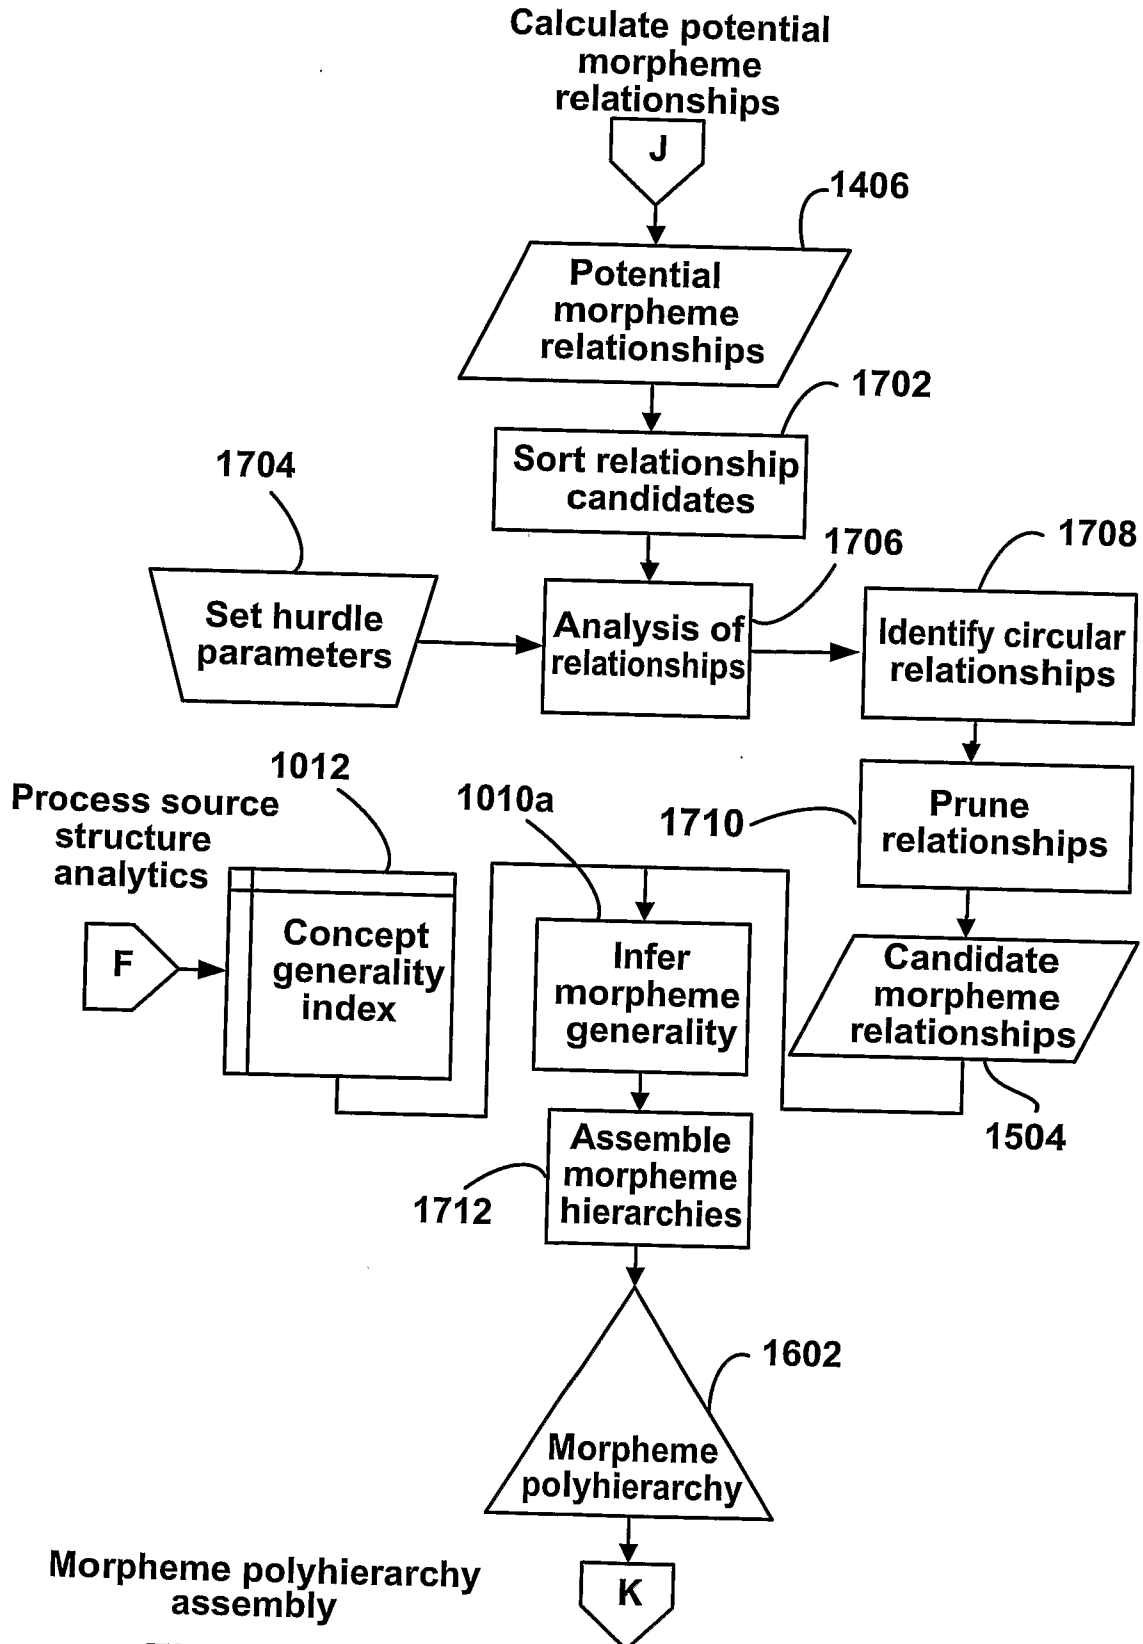 Calculate potential
morpheme
relationships
J
1406
Potential
morpheme
relationships
1702
Sort relationship
candidates
1704
1706
1708
Set hurdle
parameters
Analysis of
relationships
Identify circular
relationships
1012
Process source
structure
analytics
1010a
1710
Prune
relationships
F
Concept
generality
index
Infer
morpheme
generality
Candidate
morpheme
relationships
1504
Assemble
morpheme
hierarchies
1712
1602
Morpheme
polyhierarchy
Morpheme polyhierarchy
assembly
K